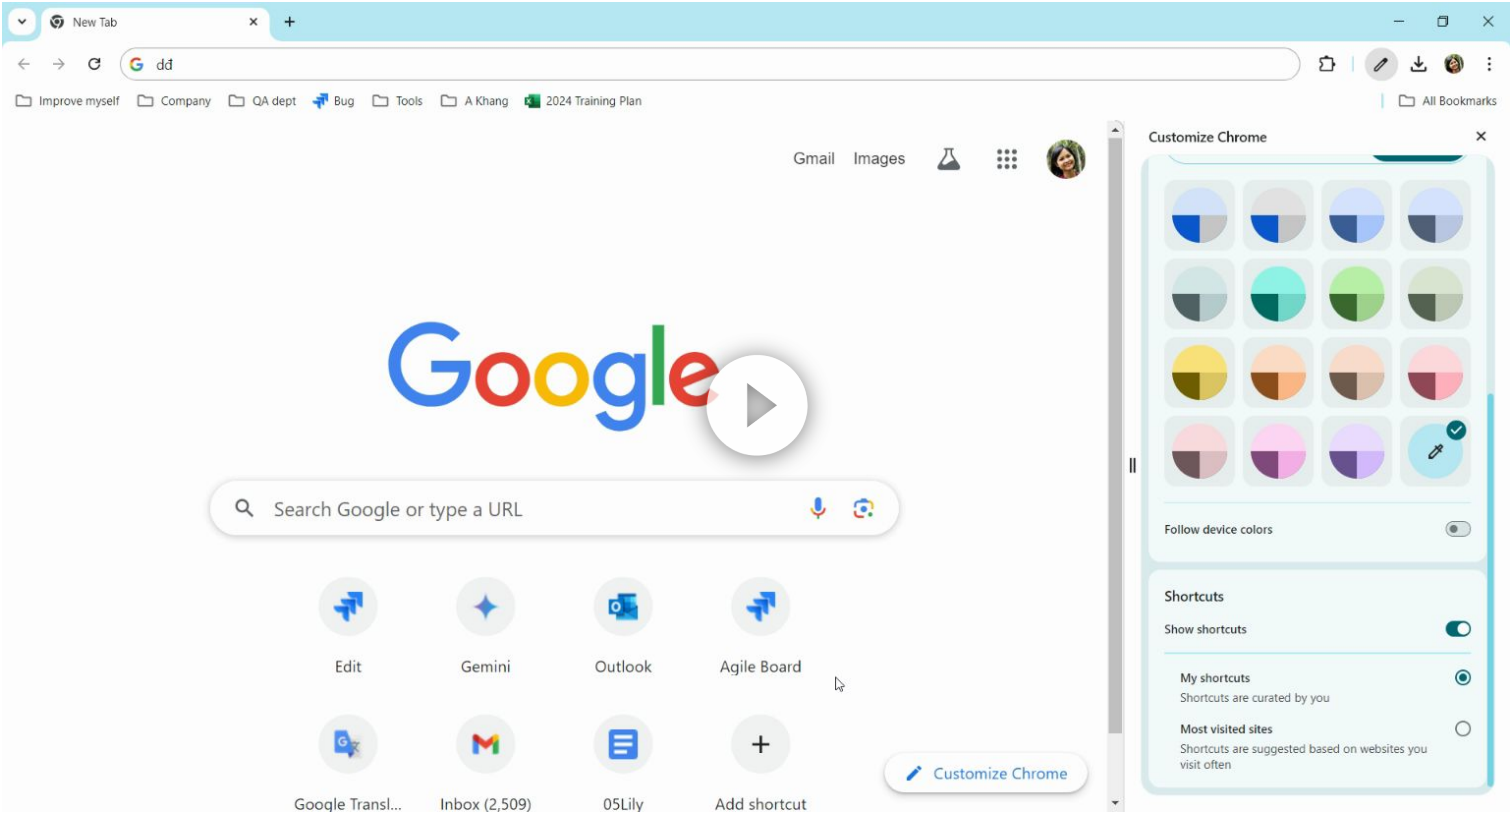 New Tab
dđ
Improve myself Company QA dept Bug Tools A Khang 2024 Training Plan All Bookmarks
Gmail Images
Google
Search Google or type a URL
Edit Gemini Outlook Agile Board
Google Transl... Inbox (2,509) 05Lily Add shortcut
Customize Chrome
Customize Chrome
Follow device colors
Shortcuts
Show shortcuts
My shortcuts
Shortcuts are curated by you
Most visited sites
Shortcuts are suggested based on websites you
visit often